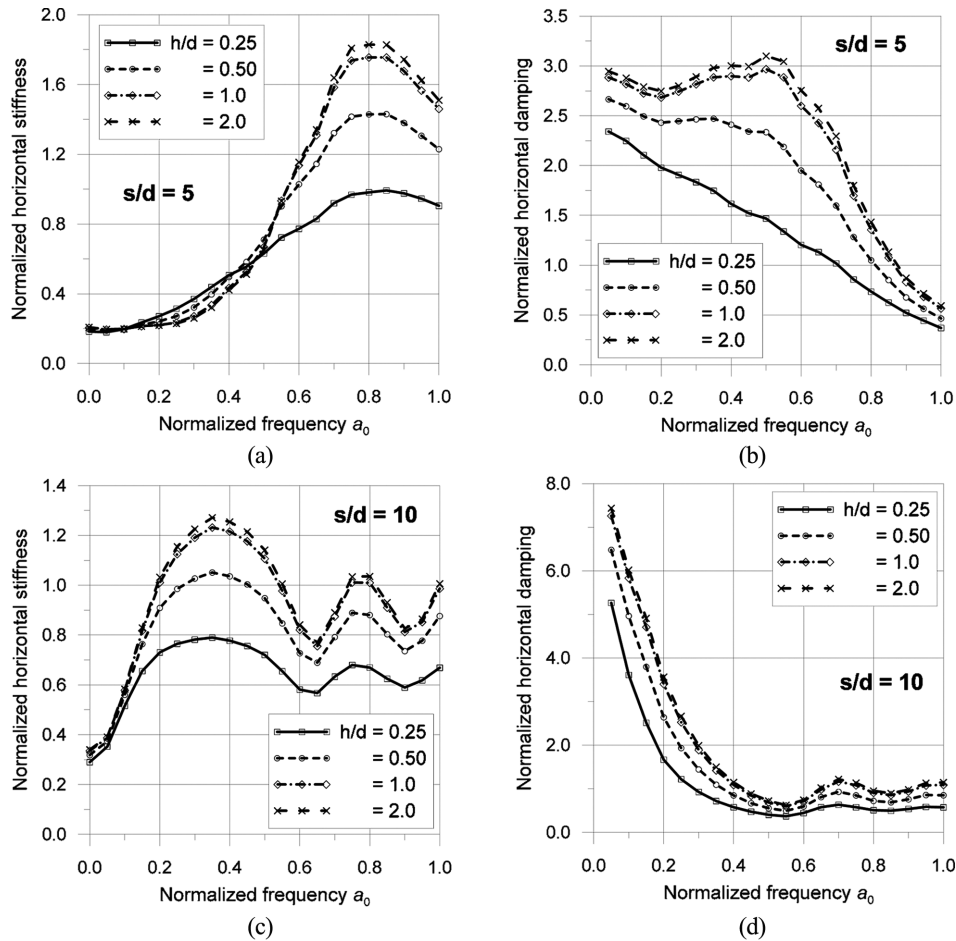 2.0
1.6
1.2
0.8
0.4
0.0
Normalized horizontal stiffness
h/d = 0.25
= 0.50
= 1.0
= 2.0
s/d = 5
0.0 0.2 0.4 0.6 0.8 1.0
Normalized frequency a0
(a)
3.5
3.0
2.5
2.0
1.5
1.0
0.5
0.0
Normalized horizontal damping
s/d = 5
h/d = 0.25
= 0.50
= 1.0
= 2.0
0.0 0.2 0.4 0.6 0.8 1.0
Normalized frequency a0
(b)
1.4
1.2
1.0
0.8
0.6
0.4
0.2
0.0
Normalized horizontal stiffness
s/d = 10
h/d = 0.25
= 0.50
= 1.0
= 2.0
0.0 0.2 0.4 0.6 0.8 1.0
Normalized frequency a0
(c)
8.0
6.0
4.0
2.0
0.0
Normalized horizontal damping
h/d = 0.25
= 0.50
= 1.0
= 2.0
s/d = 10
0.0 0.2 0.4 0.6 0.8 1.0
Normalized frequency a0
(d)